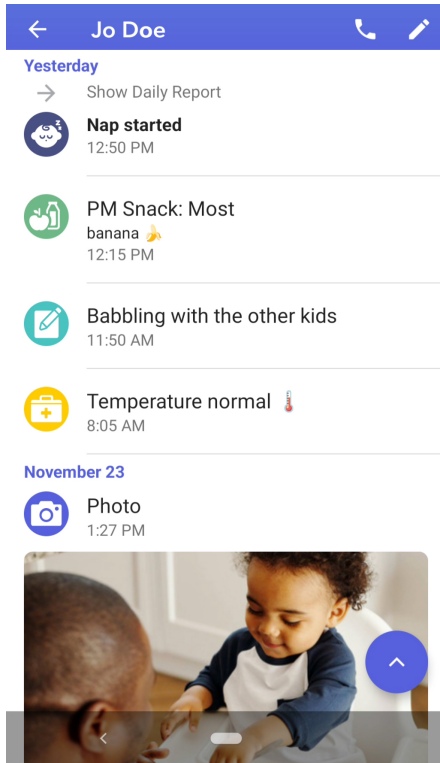 Jo Doe
Yesterday
Show Daily Report
Nap started
12:50 PM
PM Snack: Most
banana 🍌
12:15 PM
Babbling with the other kids
11:50 AM
Temperature normal 🌡️
8:05 AM
November 23
Photo
1:27 PM